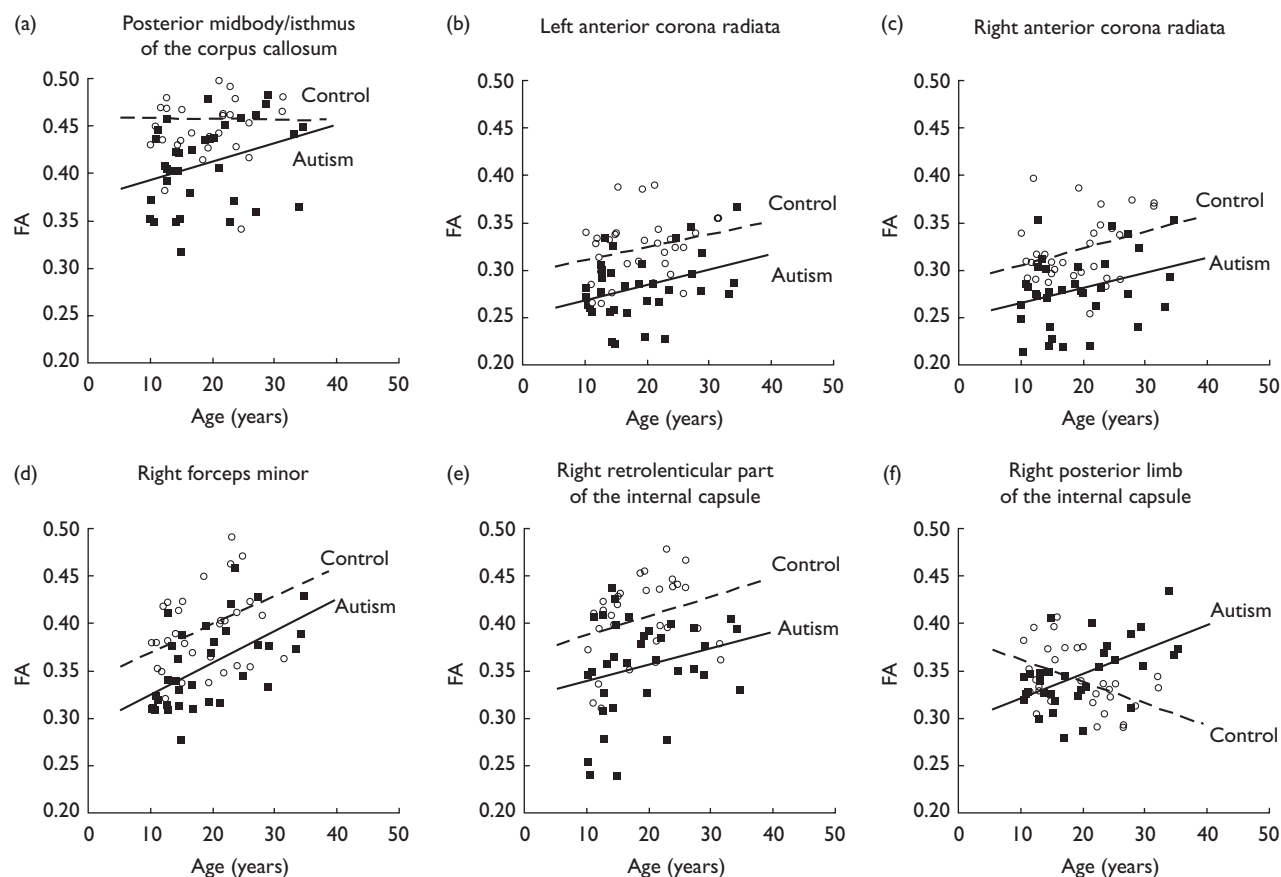 (a)
Posterior midbody/isthmus
of the corpus callosum
FA
0.50
0.45
0.40
0.35
0.30
0.25
0.20
Control
Autism
0
10
20
30
40
50
Age (years)
(b)
Left anterior corona radiata
FA
0.50
0.45
0.40
0.35
0.30
0.25
0.20
Control
Autism
0
10
20
30
40
50
Age (years)
(c)
Right anterior corona radiata
FA
0.50
0.45
0.40
0.35
0.30
0.25
0.20
Control
Autism
0
10
20
30
40
50
Age (years)
(d)
Right forceps minor
FA
0.50
0.45
0.40
0.35
0.30
0.25
0.20
Control
Autism
0
10
20
30
40
50
Age (years)
(e)
Right retrolenticular part
of the internal capsule
FA
0.50
0.45
0.40
0.35
0.30
0.25
0.20
Control
Autism
0
10
20
30
40
50
Age (years)
(f)
Right posterior limb
of the internal capsule
FA
0.50
0.45
0.40
0.35
0.30
0.25
0.20
Autism
Control
0
10
20
30
40
50
Age (years)